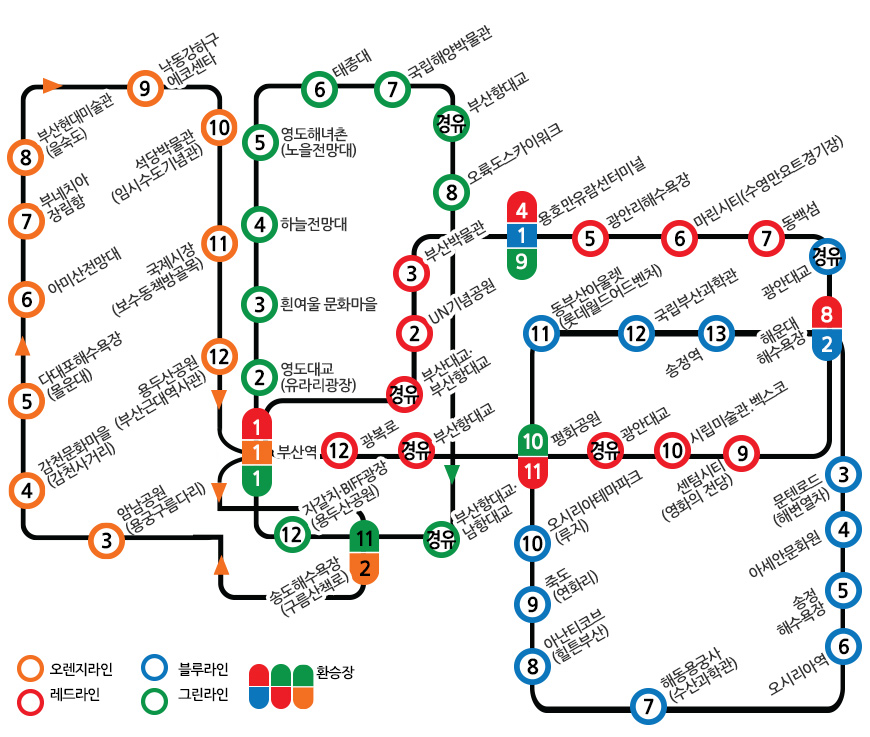 낙동강하구
에코센타
9
부산현대미술관
(을숙도)
8
부네치아
장림항
7
아미산전망대
6
다대포해수욕장
(몰운대)
5
감천문화마을
(감천사거리)
4
암남공원
(용궁구름다리)
3
10
석당박물관
(임시수도기념관)
11
국제시장
(보수동책방골목)
12
용두산공원
(부산근대역사관)
태종대
6
국립해양박물관
7
부산항대교
경유
오륙도스카이워크
8
5
영도해녀촌
(노을전망대)
4
하늘전망대
3
흰여울 문화마을
2
영도대교
(유라리광장)
1
1
1
부산역
12
자갈치·BIFF광장
(용두산공원)
11
2
송도해수욕장
(구름산책로)
경유
부산항대교·
남항대교
부산박물관
3
UN기념공원
2
부산대교·
부산항대교
경유
12
광복로
경유
부산항대교
4
1
9
용호만유람선터미널
5
광안리해수욕장
6
마린시티(수영만요트경기장)
7
동백섬
경유
광안대교
8
2
해운대
해수욕장
11
동부산아울렛
(롯데월드어드벤처)
12
국립부산과학관
13
송정역
10
11
평화공원
경유
광안대교
10
시립미술관.벡스코
9
센텀시티
(영화의 전당)
3
문텐로드
(해변열차)
4
아세안문화원
5
송정
해수욕장
6
오시리아역
7
해동용궁사
(수산과학관)
8
아난티코브
(힐튼부산)
9
죽도
(연화리)
10
오시리아테마파크
(루지)
오렌지라인
블루라인
환승장
레드라인
그린라인